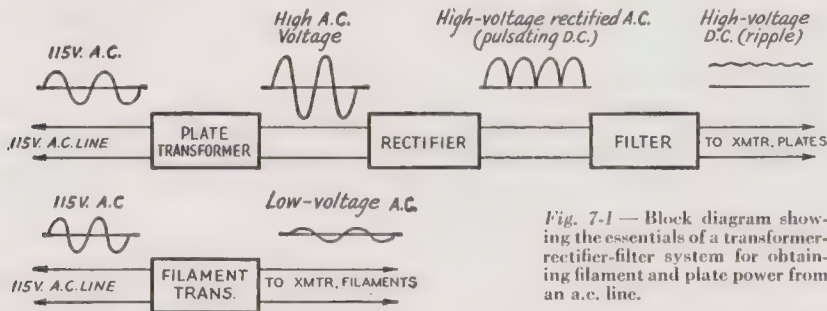 115V. A.C.
High A.C.
Voltage
High-voltage rectified A.C.
(pulsating D.C.)
High-voltage
D.C. (ripple)
115V. A.C. LINE
PLATE
TRANSFORMER
RECTIFIER
FILTER
TO XMTR. PLATES
115V. A.C
Low-voltage A.C.
115V. A.C. LINE
FILAMENT
TRANS.
TO XMTR. FILAMENTS
Fig. 7-1 — Block diagram show-
ing the essentials of a transformer-
rectifier-filter system for obtain-
ing filament and plate power from
an a.c. line.